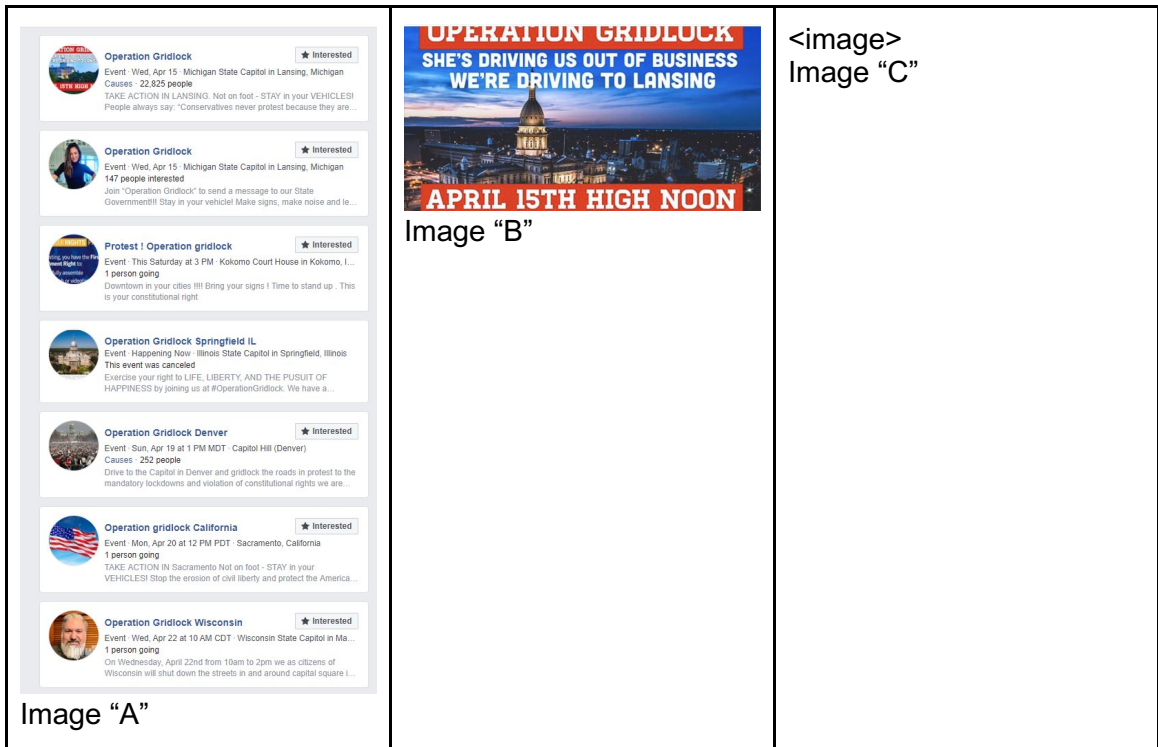 Operation Gridlock
★ Interested
Event · Wed, Apr 15 · Michigan State Capitol in Lansing, Michigan
Causes · 22,825 people
TAKE ACTION IN LANSING. Not on foot - STAY in your VEHICLES!
People always say: "Conservatives never protest because they are...
Operation Gridlock
★ Interested
Event · Wed, Apr 15 · Michigan State Capitol in Lansing, Michigan
147 people interested
Join "Operation Gridlock" to send a message to our State
Government!!! Stay in your vehicle! Make signs, make noise and le...
Protest ! Operation gridlock
★ Interested
Event · This Saturday at 3 PM · Kokomo Court House in Kokomo, I...
1 person going
Downtown in your cities !!!! Bring your signs ! Time to stand up . This
is your constitutional right
Operation Gridlock Springfield IL
Event · Happening Now · Illinois State Capitol in Springfield, Illinois
This event was canceled
Exercise your right to LIFE, LIBERTY, AND THE PUSUIT OF
HAPPINESS by joining us at #OperationGridlock. We have a...
Operation Gridlock Denver
★ Interested
Event · Sun, Apr 19 at 1 PM MDT · Capitol Hill (Denver)
Causes · 252 people
Drive to the Capitol in Denver and gridlock the roads in protest to the
mandatory lockdowns and violation of constitutional rights we are...
Operation gridlock California
★ Interested
Event · Mon, Apr 20 at 12 PM PDT · Sacramento, California
1 person going
TAKE ACTION IN Sacramento Not on foot - STAY in your
VEHICLES! Stop the erosion of civil liberty and protect the America...
Operation Gridlock Wisconsin
★ Interested
Event · Wed, Apr 22 at 10 AM CDT · Wisconsin State Capitol in Ma...
1 person going
On Wednesday, April 22nd from 10am to 2pm we as citizens of
Wisconsin will shut down the streets in and around capital square i...
Image “A”
OPERATION GRIDLOCK
SHE'S DRIVING US OUT OF BUSINESS
WE'RE DRIVING TO LANSING
APRIL 15TH HIGH NOON
Image “B”
<image>
Image “C”